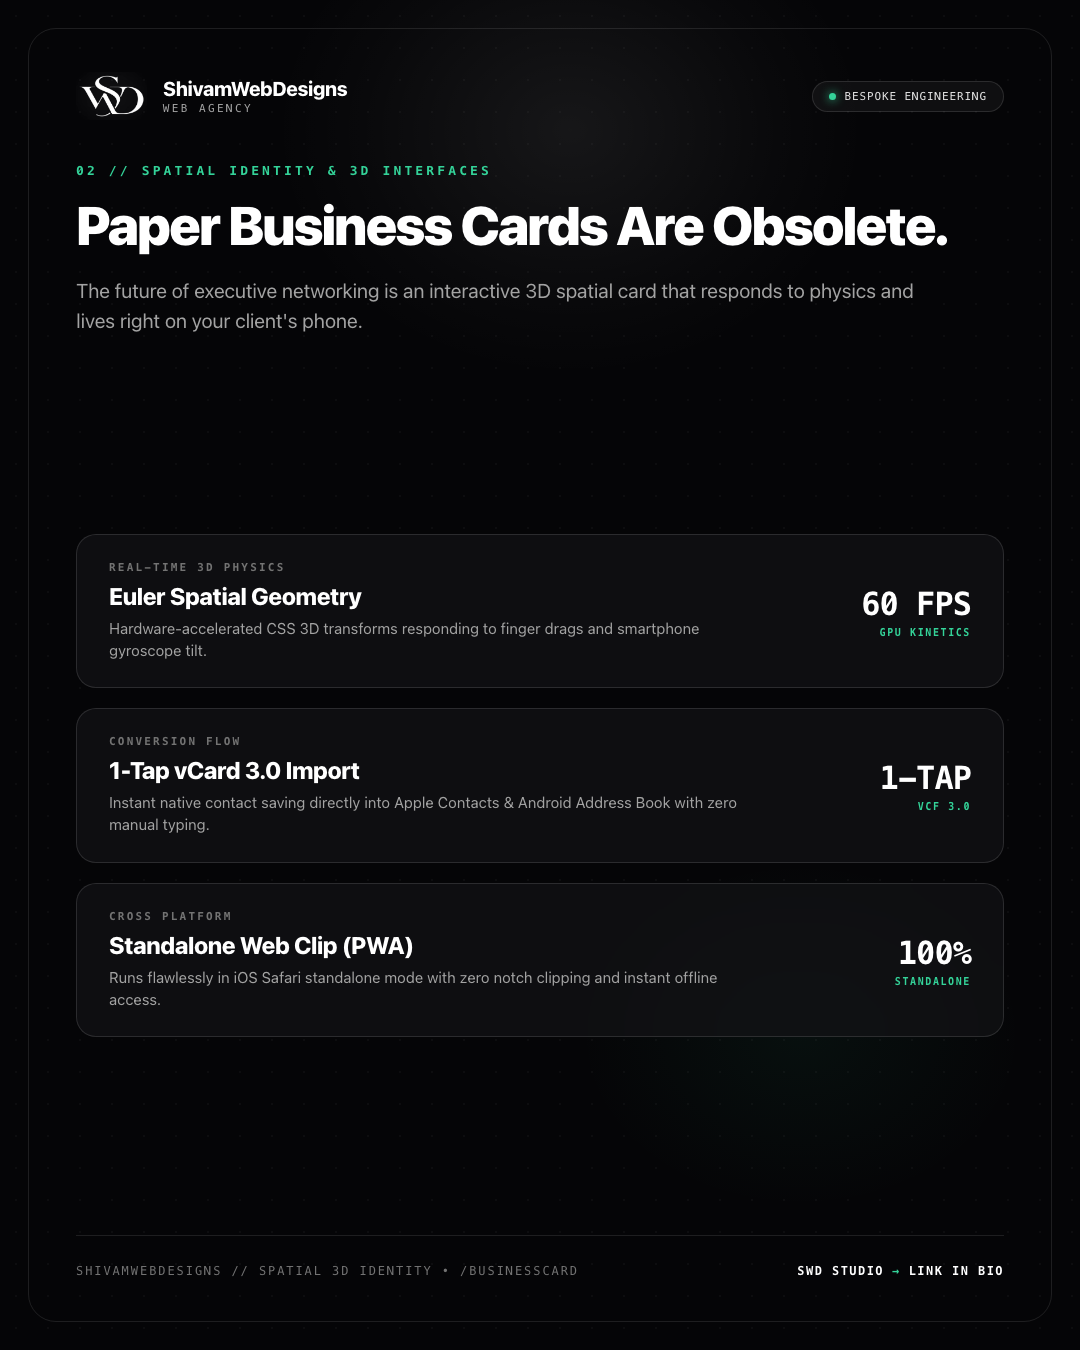 WSD
ShivamWebDesigns
WEB AGENCY
BESPOKE ENGINEERING
02 // SPATIAL IDENTITY & 3D INTERFACES
Paper Business Cards Are Obsolete.
The future of executive networking is an interactive 3D spatial card that responds to physics and
lives right on your client's phone.
REAL–TIME 3D PHYSICS
Euler Spatial Geometry
Hardware-accelerated CSS 3D transforms responding to finger drags and smartphone
gyroscope tilt.
60 FPS
GPU KINETICS
CONVERSION FLOW
1-Tap vCard 3.0 Import
Instant native contact saving directly into Apple Contacts & Android Address Book with zero
manual typing.
1–TAP
VCF 3.0
CROSS PLATFORM
Standalone Web Clip (PWA)
Runs flawlessly in iOS Safari standalone mode with zero notch clipping and instant offline
access.
100%
STANDALONE
SHIVAMWEBDESIGNS // SPATIAL 3D IDENTITY • /BUSINESSCARD
SWD STUDIO → LINK IN BIO